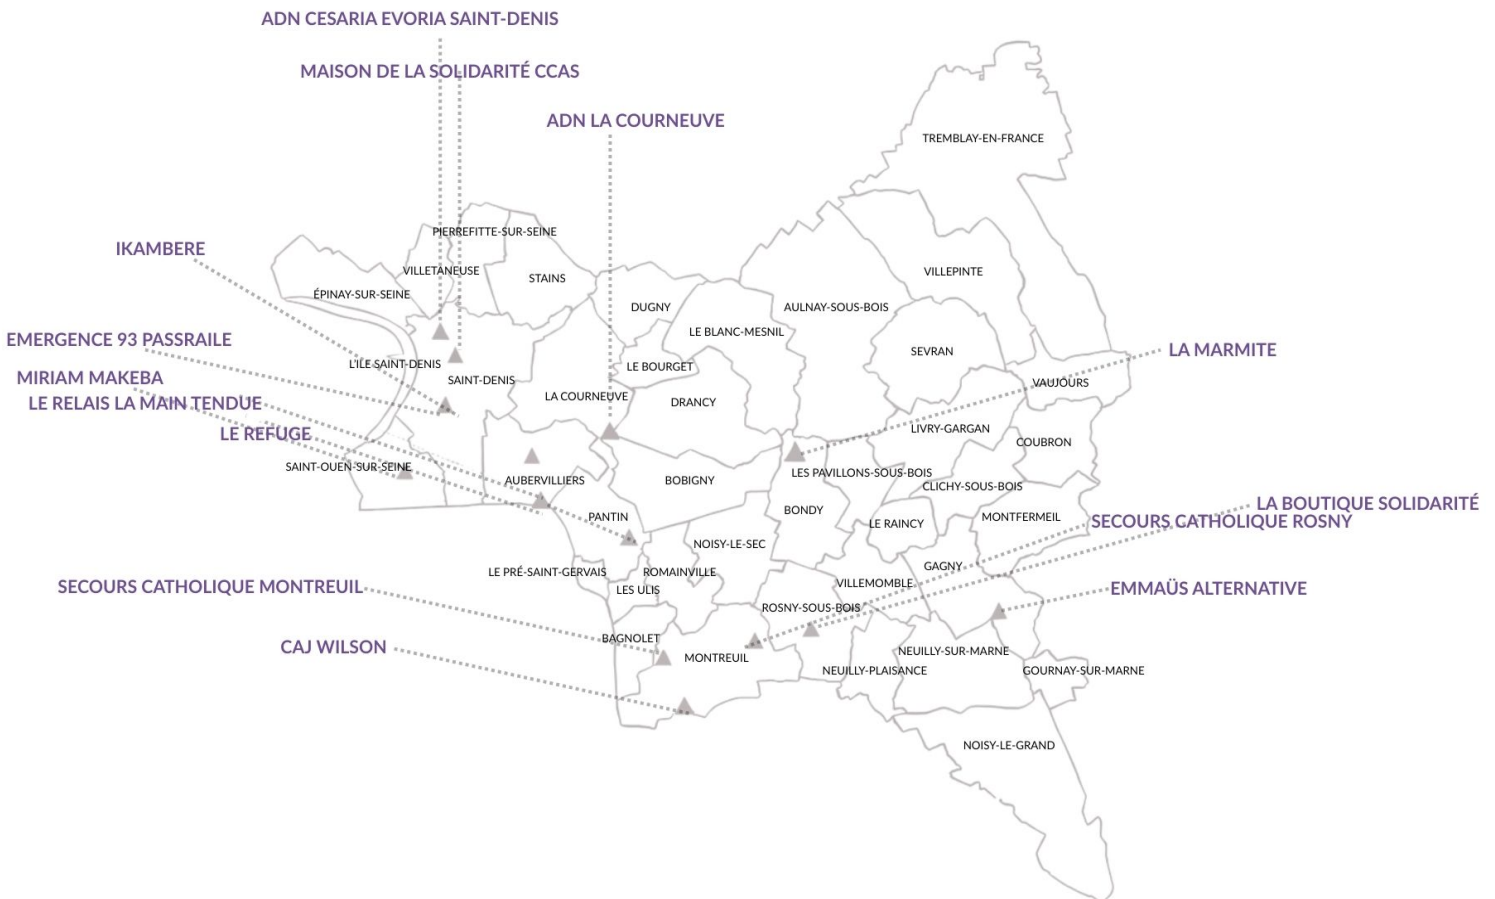 ADN CESARIA EVORIA SAINT-DENIS
MAISON DE LA SOLIDARITÉ CCAS
ADN LA COURNEUVE
TREMBLAY-EN-FRANCE
PIERREFITTE-SUR-SEINE
IKAMBERE
VILLETANEUSE
STAINS
VILLEPINTE
ÉPINAY-SUR-SEINE
DUGNY
AULNAY-SOUS-BOIS
LE BLANC-MESNIL
EMERGENCE 93 PASSRAILE
SEVRAN
LA MARMITE
L'ILE SAINT-DENIS
LE BOURGET
MIRIAM MAKEBA
SAINT-DENIS
VAUJOURS
LA COURNEUVE
DRANCY
LE RELAIS LA MAIN TENDUE
LIVRY-GARGAN
LE REFUGE
COUBRON
SAINT-OUEN-SUR-SEINE
LES PAVILLONS-SOUS-BOIS
AUBERVILLIERS
BOBIGNY
CLICHY-SOUS-BOIS
LA BOUTIQUE SOLIDARITÉ
BONDY
PANTIN
LE RAINCY
MONTFERMEIL
SECOURS CATHOLIQUE ROSNY
NOISY-LE-SEC
GAGNY
LE PRÉ-SAINT-GERVAIS
ROMAINVILLE
VILLEMOMBLE
SECOURS CATHOLIQUE MONTREUIL
LES ULIS
EMMAÜS ALTERNATIVE
ROSNY-SOUS-BOIS
BAGNOLET
CAJ WILSON
NEUILLY-SUR-MARNE
MONTREUIL
NEUILLY-PLAISANCE
GOURNAY-SUR-MARNE
NOISY-LE-GRAND